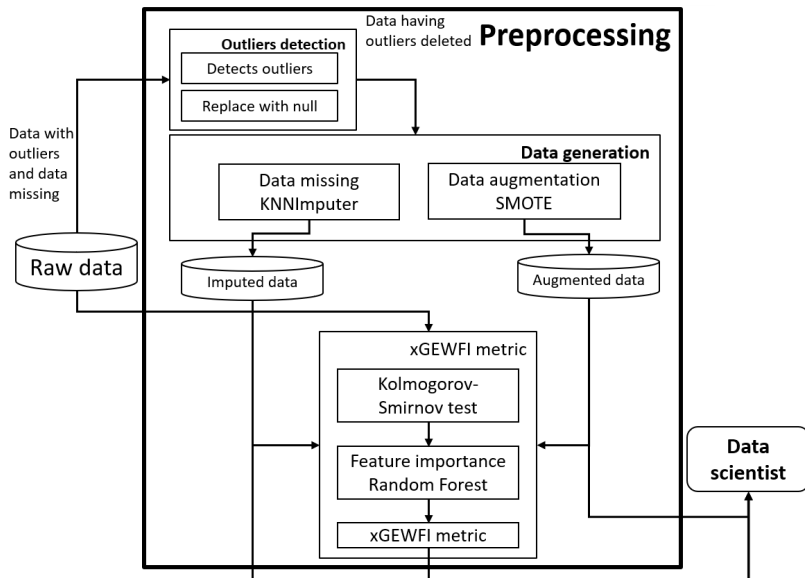 Data having
outliers deleted
Preprocessing
Outliers detection
Detects outliers
Replace with null
Data with
outliers
and data
missing
Data generation
Data missing
KNNImputer
Data augmentation
SMOTE
Raw data
Imputed data
Augmented data
xGEWFI metric
Kolmogorov-
Smirnov test
Feature importance
Random Forest
xGEWFI metric
Data
scientist